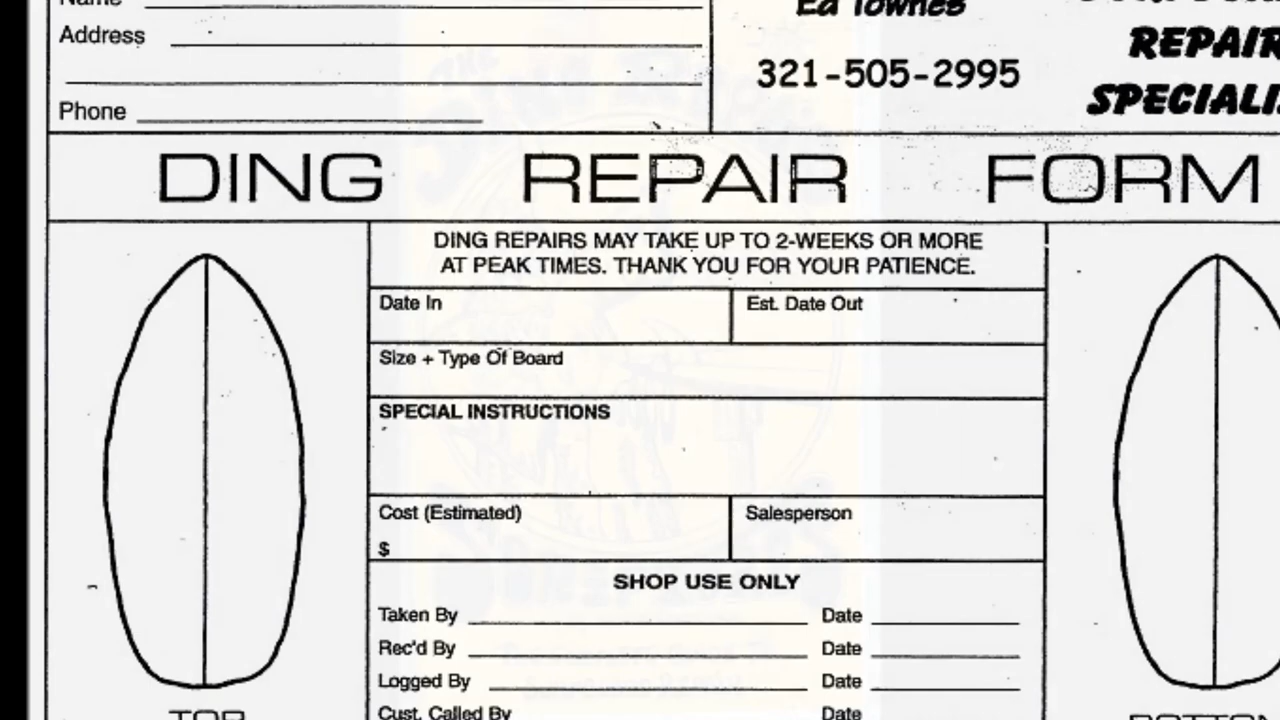 Name
Address
Phone
Ed Townes
321-505-2995
REPAIR
DING REPAIR FORM
DING REPAIRS MAY TAKE UP TO 2-WEEKS OR MORE
AT PEAK TIMES. THANK YOU FOR YOUR PATIENCE.
Date In
Est. Date Out
Size + Type Of Board
SPECIAL INSTRUCTIONS
Cost (Estimated)
$
Salesperson
SHOP USE ONLY
Taken By Date
Rec'd By Date
Logged By Date
Cust. Called By Date
TOP